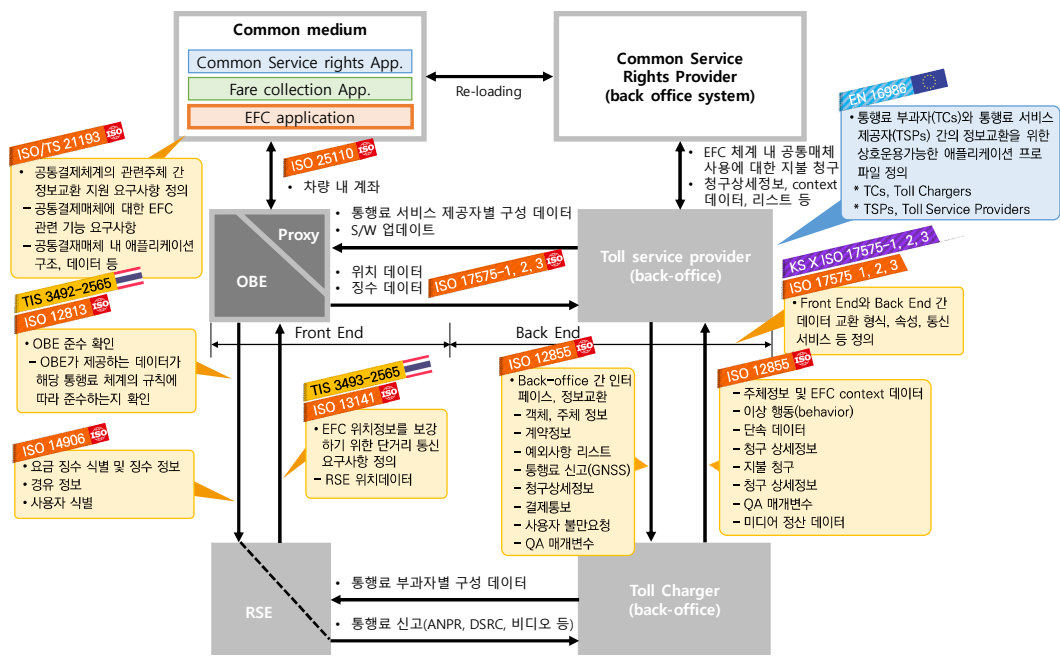 Common medium
Common Service rights App.
Fare collection App.
EFC application
Re-loading
Common Service
Rights Provider
(back office system)
EN 16986
• 통행료 부과자(TCs)와 통행료 서비스
제공자(TSPs) 간의 정보교환을 위한
상호운용가능한 애플리케이션 프로
파일 정의
* TCs, Toll Chargers
* TSPs, Toll Service Providers
ISO/TS 21193 ISO
• 공통결제체계의 관련주체 간
정보교환 지원 요구사항 정의
– 공통결제매체에 대한 EFC
관련 기능 요구사항
– 공통결재매체 내 애플리케이션
구조, 데이터 등
ISO 25110 ISO
• 차량 내 계좌
• EFC 체계 내 공통매체
사용에 대한 지불 청구
• 청구상세정보, context
데이터, 리스트 등
Proxy
OBE
• 통행료 서비스 제공자별 구성 데이터
• S/W 업데이트
• 위치 데이터
• 징수 데이터
ISO 17575-1, 2, 3 ISO
Toll service provider
(back-office)
KS X ISO 17575-1, 2, 3
ISO 17575 1, 2, 3
• Front End와 Back End 간
데이터 교환 형식, 속성, 통신
서비스 등 정의
Front End
Back End
TIS 3492-2565
ISO 12813 ISO
• OBE 준수 확인
– OBE가 제공하는 데이터가
해당 통행료 체계의 규칙에
따라 준수하는지 확인
TIS 3493-2565
ISO 13141 ISO
• EFC 위치정보를 보강
하기 위한 단거리 통신
요구사항 정의
– RSE 위치데이터
ISO 12855 ISO
• Back-office 간 인터
페이스, 정보교환
– 객체, 주체 정보
– 계약정보
– 예외사항 리스트
– 통행료 신고(GNSS)
– 청구상세정보
– 결제통보
– 사용자 불만요청
– QA 매개변수
ISO 12855 ISO
– 주체정보 및 EFC context 데이터
– 이상 행동(behavior)
– 단속 데이터
– 청구 상세정보
– 지불 청구
– 청구 상세정보
– QA 매개변수
– 미디어 정산 데이터
ISO 14906 ISO
• 요금 징수 식별 및 징수 정보
• 경유 정보
• 사용자 식별
RSE
• 통행료 부과자별 구성 데이터
• 통행료 신고(ANPR, DSRC, 비디오 등)
Toll Charger
(back-office)